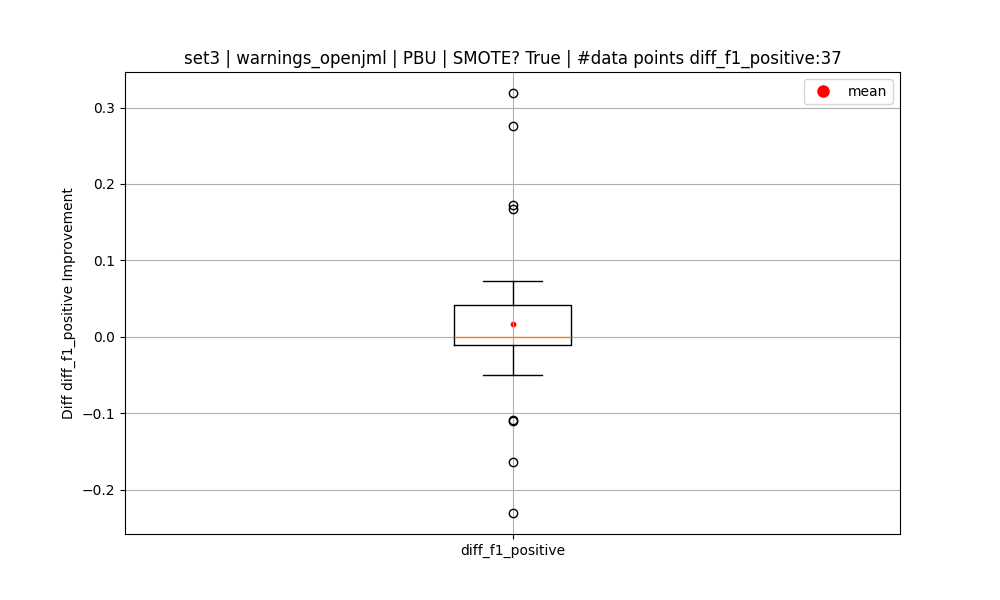 set3 | warnings_openjml | PBU | SMOTE? True | #data points diff_f1_positive:37
mean
Diff diff_f1_positive Improvement
0.3
0.2
0.1
0.0
−0.1
−0.2
diff_f1_positive